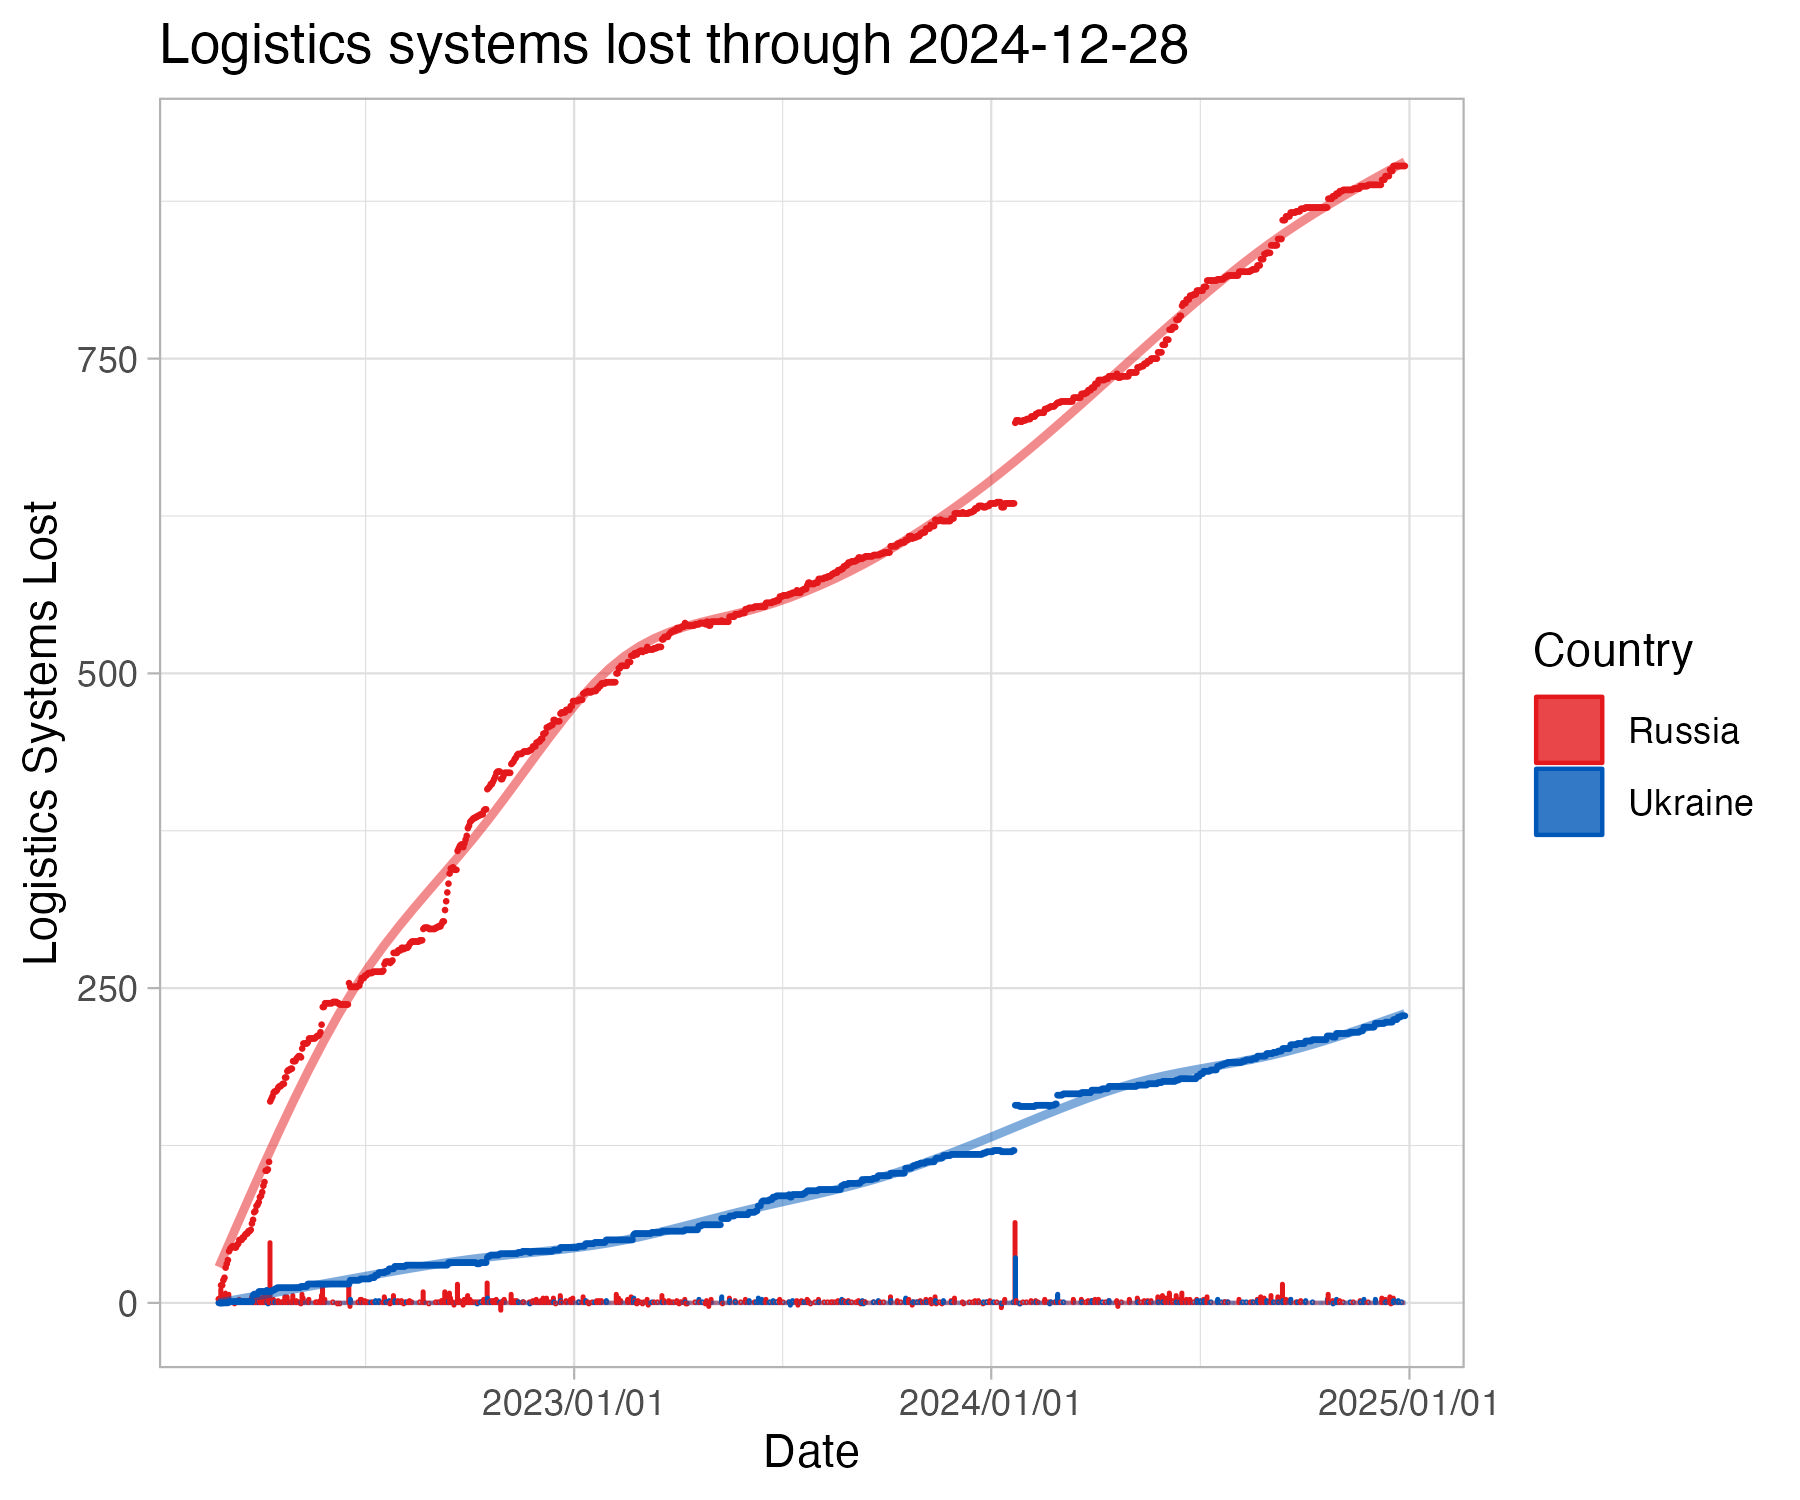 Logistics systems lost through 2024-12-28
Logistics Systems Lost
750
500
250
0
2023/01/01
2024/01/01
2025/01/01
Date
Country
Russia
Ukraine